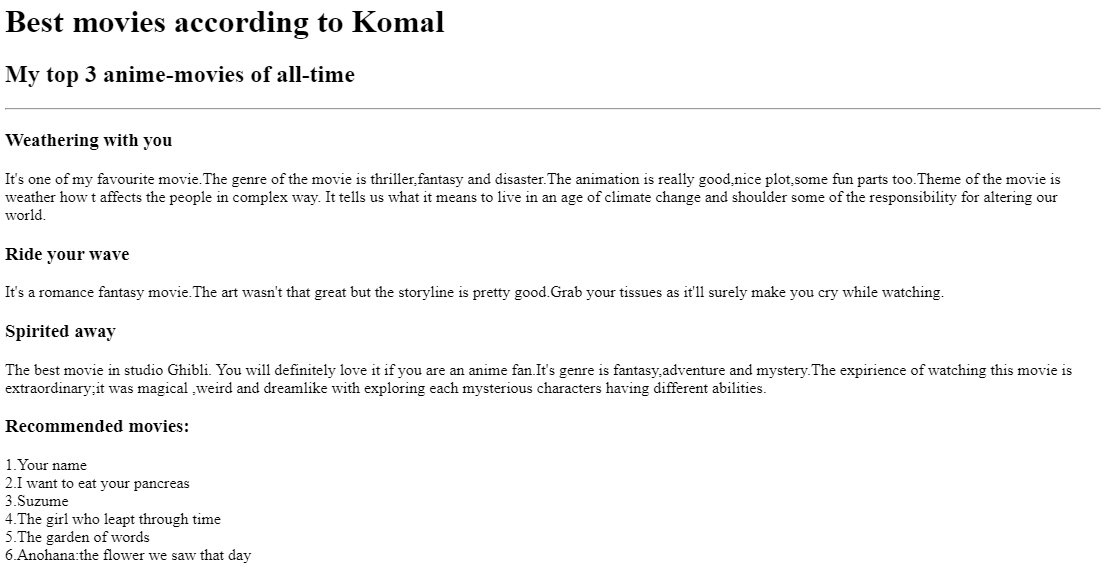 Best movies according to Komal
My top 3 anime-movies of all-time
Weathering with you
It's one of my favourite movie.The genre of the movie is thriller,fantasy and disaster.The animation is really good,nice plot,some fun parts too.Theme of the movie is
weather how t affects the people in complex way. It tells us what it means to live in an age of climate change and shoulder some of the responsibility for altering our
world.
Ride your wave
It's a romance fantasy movie.The art wasn't that great but the storyline is pretty good.Grab your tissues as it'll surely make you cry while watching.
Spirited away
The best movie in studio Ghibli. You will definitely love it if you are an anime fan.It's genre is fantasy,adventure and mystery.The expirience of watching this movie is
extraordinary;it was magical ,weird and dreamlike with exploring each mysterious characters having different abilities.
Recommended movies:
1.Your name
2.I want to eat your pancreas
3.Suzume
4.The girl who leapt through time
5.The garden of words
6.Anohana:the flower we saw that day